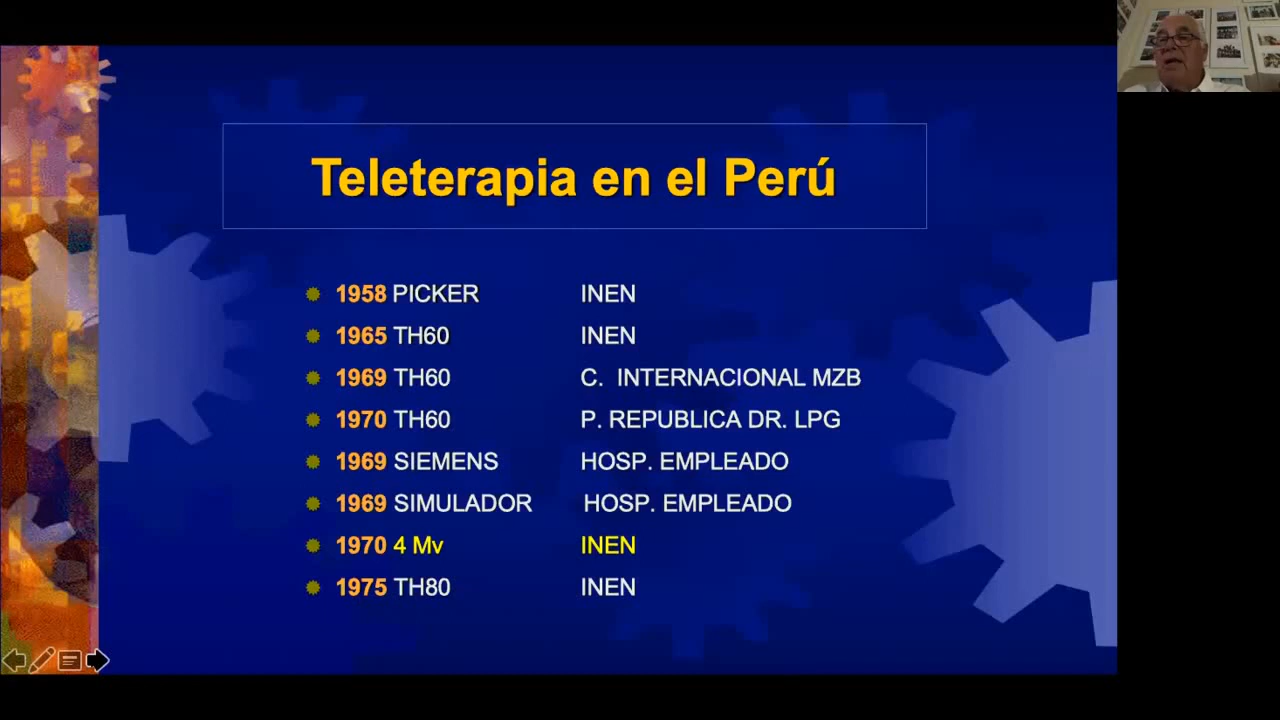 Teleterapia en el Perú
1958 PICKER INEN
1965 TH60 INEN
1969 TH60 C. INTERNACIONAL MZB
1970 TH60 P. REPUBLICA DR. LPG
1969 SIEMENS HOSP. EMPLEADO
1969 SIMULADOR HOSP. EMPLEADO
1970 4 Mv INEN
1975 TH80 INEN